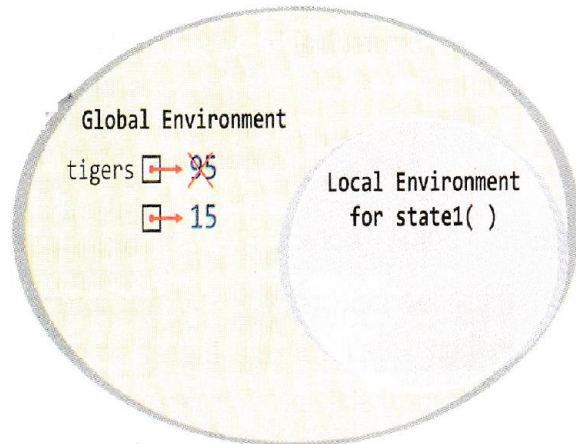 Global Environment
tigers 95
15
Local Environment
for state1( )